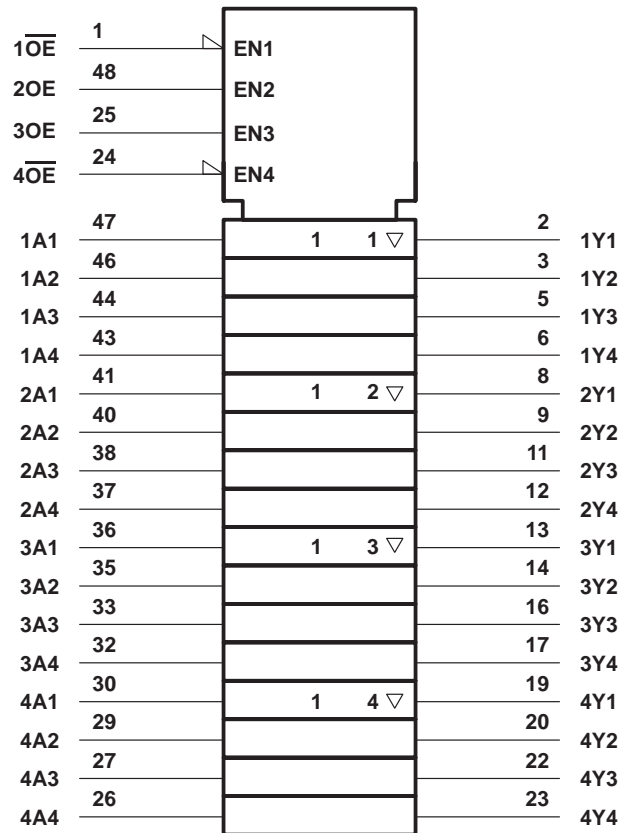 1O̅E̅ 1 EN1
2OE 48 EN2
3OE 25 EN3
4O̅E̅ 24 EN4
1A1 47 1 1 ▽ 2 1Y1
1A2 46 3 1Y2
1A3 44 5 1Y3
1A4 43 6 1Y4
2A1 41 1 2 ▽ 8 2Y1
2A2 40 9 2Y2
2A3 38 11 2Y3
2A4 37 12 2Y4
3A1 36 1 3 ▽ 13 3Y1
3A2 35 14 3Y2
3A3 33 16 3Y3
3A4 32 17 3Y4
4A1 30 1 4 ▽ 19 4Y1
4A2 29 20 4Y2
4A3 27 22 4Y3
4A4 26 23 4Y4